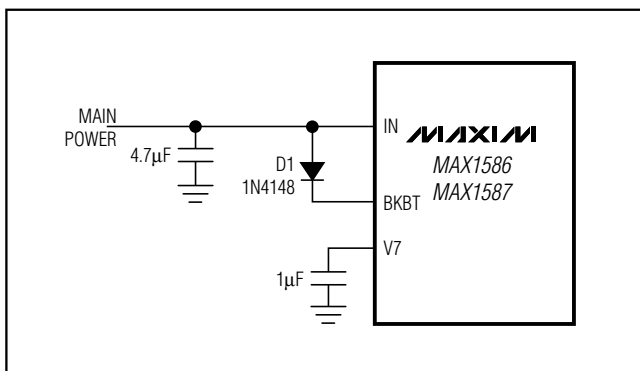 MAIN
POWER
4.7µF
D1
1N4148
1µF
IN
BKBT
V7
MAXIM
MAX1586
MAX1587